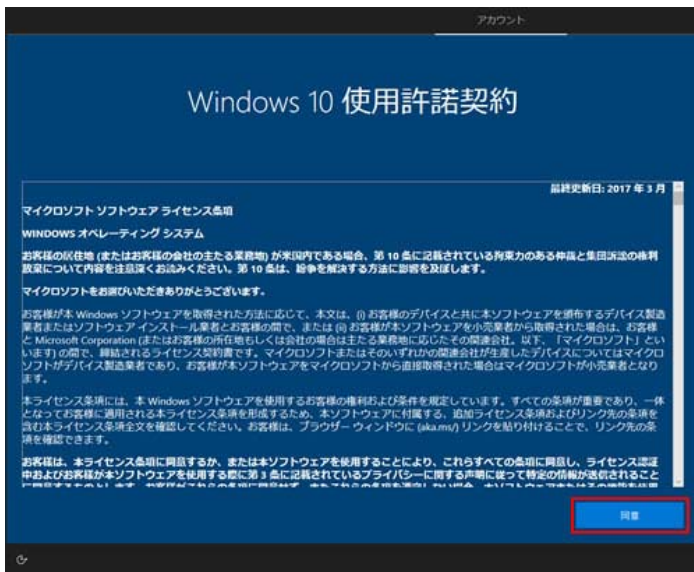 アカウント
Windows 10 使用許諾契約
最終更新日: 2017 年 3 月
マイクロソフト ソフトウェア ライセンス条項
WINDOWS オペレーティング システム
お客様の居住地 (またはお客様の会社の主たる業務地) が米国内である場合、第 10 条に記載されている拘束力のある仲裁と集団訴訟の権利
放棄について内容を注意深くお読みください。第 10 条は、紛争を解決する方法に影響を及ぼします。
マイクロソフトをお選びいただきありがとうございます。
お客様が本 Windows ソフトウェアを取得された方法に応じて、本文は、(i) お客様のデバイスと共に本ソフトウェアを頒布するデバイス製造
業者またはソフトウェア インストール業者とお客様の間で、または (ii) お客様が本ソフトウェアを小売業者から取得された場合は、お客様
と Microsoft Corporation (またはお客様の所在地もしくは会社の場合は主たる業務地に応じたその関連会社。以下、「マイクロソフト」とい
います) の間で、締結されるライセンス契約書です。マイクロソフトまたはそのいずれかの関連会社が生産したデバイスについてはマイクロ
ソフトがデバイス製造業者であり、お客様が本ソフトウェアをマイクロソフトから直接取得された場合はマイクロソフトが小売業者となり
ます。
本ライセンス条項には、本 Windows ソフトウェアを使用するお客様の権利および条件を規定しています。すべての条項が重要であり、一体
となってお客様に適用される本ライセンス条項を形成するため、本ソフトウェアに付属する、追加ライセンス条項およびリンク先の条項を
含む本ライセンス条項全文を確認してください。お客様は、ブラウザー ウィンドウに (aka.ms/) リンクを貼り付けることで、リンク先の条
項を確認できます。
お客様は、本ライセンス条項に同意するか、または本ソフトウェアを使用することにより、これらすべての条項に同意し、ライセンス認証
中およびお客様が本ソフトウェアを使用する際に第 3 条に記載されているプライバシーに関する声明に従って特定の情報が送信されること
同意